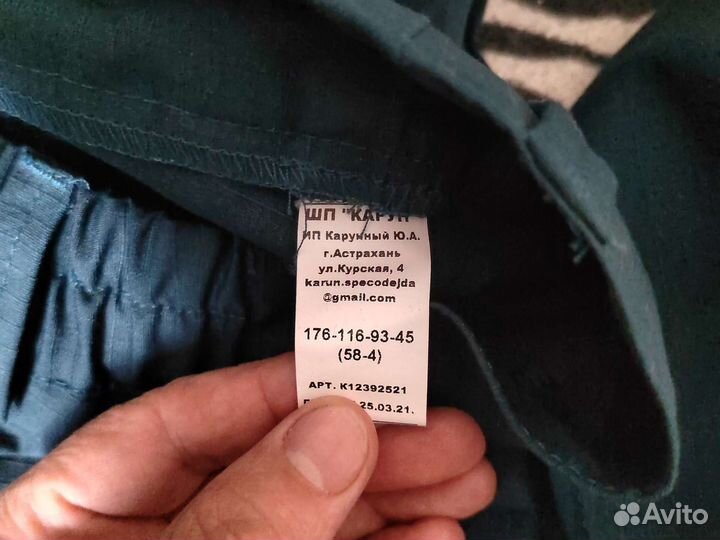 ШП "КАРУН"
ИП Карунный Ю.А.
г.Астрахань
ул.Курская, 4
karun.specodejda
@gmail.com
176-116-93-45
(58-4)
АРТ. К12392521
25.03.21.
Avito